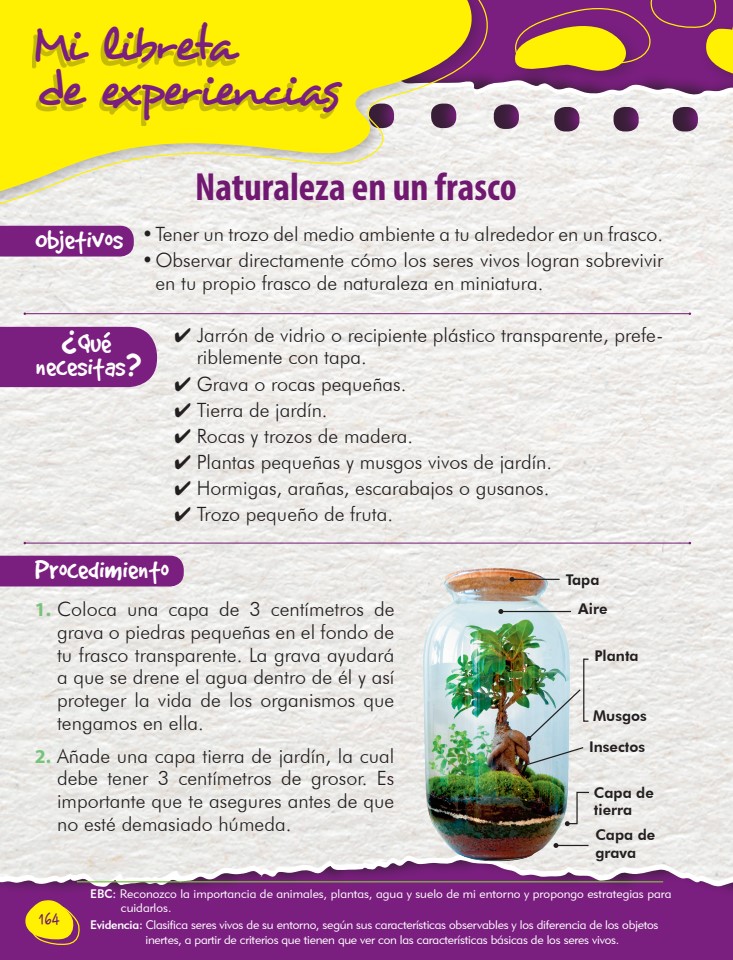 Mi libreta
de experiencias
Naturaleza en un frasco
Objetivos
• Tener un trozo del medio ambiente a tu alrededor en un frasco.
• Observar directamente cómo los seres vivos logran sobrevivir
en tu propio frasco de naturaleza en miniatura.
¿Qué
necesitas?
✔ Jarrón de vidrio o recipiente plástico transparente, prefe-
riblemente con tapa.
✔ Grava o rocas pequeñas.
✔ Tierra de jardín.
✔ Rocas y trozos de madera.
✔ Plantas pequeñas y musgos vivos de jardín.
✔ Hormigas, arañas, escarabajos o gusanos.
✔ Trozo pequeño de fruta.
Procedimiento
1. Coloca una capa de 3 centímetros de
grava o piedras pequeñas en el fondo de
tu frasco transparente. La grava ayudará
a que se drene el agua dentro de él y así
proteger la vida de los organismos que
tengamos en ella.
2. Añade una capa tierra de jardín, la cual
debe tener 3 centímetros de grosor. Es
importante que te asegures antes de que
no esté demasiado húmeda.
Tapa
Aire
Planta
Musgos
Insectos
Capa de
tierra
Capa de
grava
EBC: Reconozco la importancia de animales, plantas, agua y suelo de mi entorno y propongo estrategias para
cuidarlos.
Evidencia: Clasifica seres vivos de su entorno, según sus características observables y los diferencia de los objetos
inertes, a partir de criterios que tienen que ver con las características básicas de los seres vivos.
164